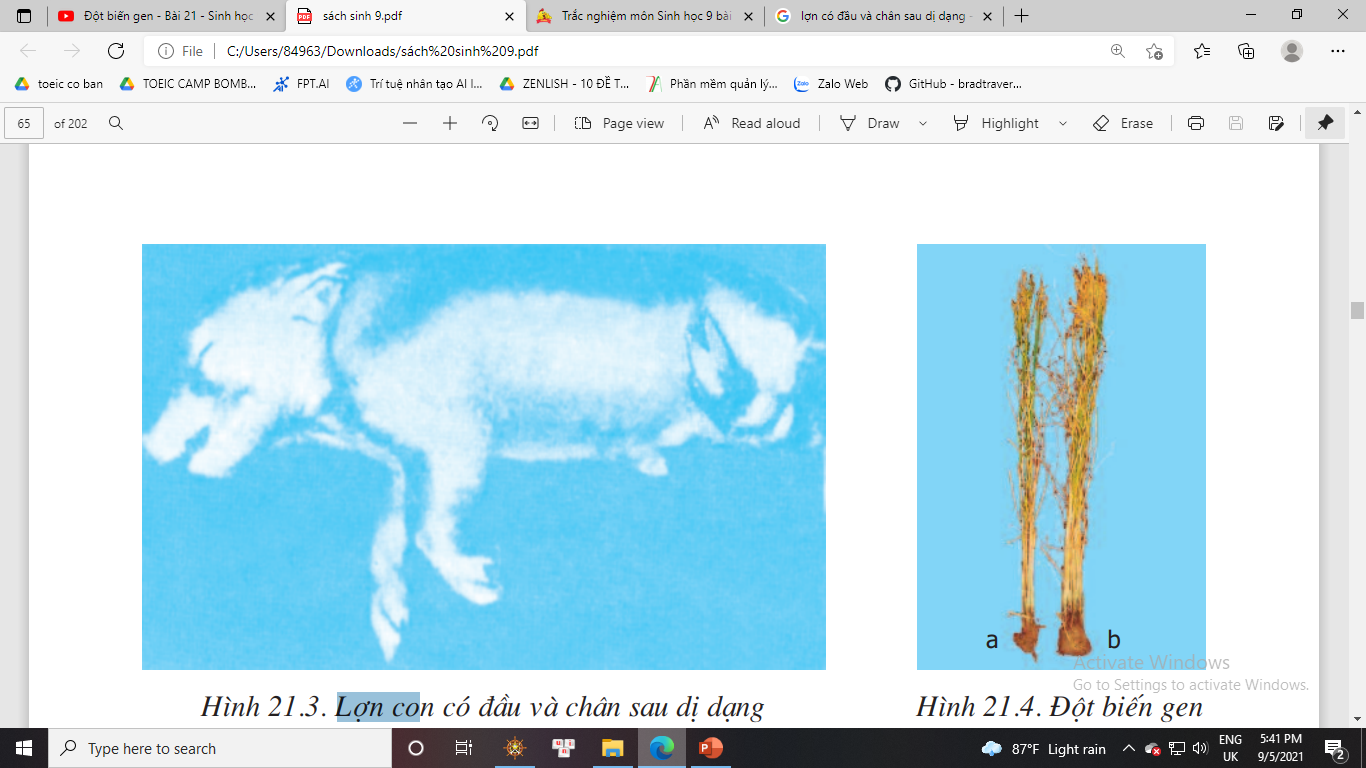 Đột biến gen - Bài 21 - Sinh học
sách sinh 9.pdf
Trắc nghiệm môn Sinh học 9 bài
lợn có đầu và chân sau dị dạng -
File
C:/Users/84963/Downloads/sách%20sinh%209.pdf
toeic co ban
TOEIC CAMP BOMB...
FPT.AI
Trí tuệ nhân tạo AI l...
ZENLISH - 10 ĐỀ T...
Phần mềm quản lý...
Zalo Web
GitHub - bradtraver...
65 of 202
Page view
Read aloud
Draw
Highlight
Erase
a b
Activate Windows
Go to Settings to activate Windows.
Hình 21.3. Lợn con có đầu và chân sau dị dạng
Hình 21.4. Đột biến gen
Type here to search
87°F Light rain
ENG
UK
5:41 PM
9/5/2021
2